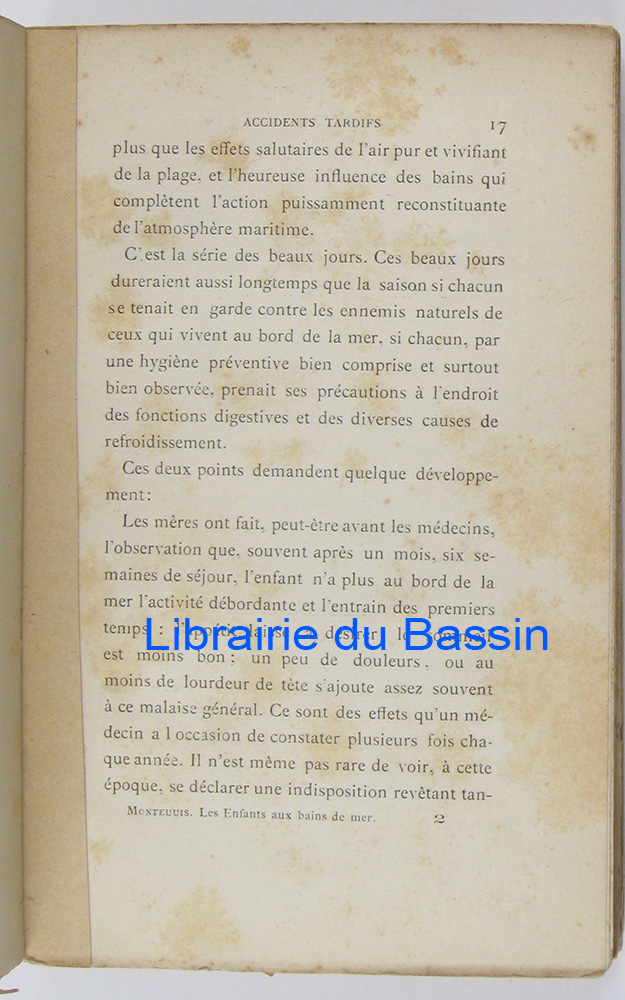 ACCIDENTS TARDIFS 17
plus que les effets salutaires de l'air pur et vivifiant
de la plage, et l'heureuse influence des bains qui
complètent l'action puissamment reconstituante
de l'atmosphère maritime.
C'est la série des beaux jours. Ces beaux jours
dureraient aussi longtemps que la saison si chacun
se tenait en garde contre les ennemis naturels de
ceux qui vivent au bord de la mer, si chacun, par
une hygiène préventive bien comprise et surtout
bien observée, prenait ses précautions à l'endroit
des fonctions digestives et des diverses causes de
refroidissement.
Ces deux points demandent quelque développe-
ment:
Les mères ont fait, peut-être avant les médecins,
l'observation que, souvent après un mois, six se-
maines de séjour, l'enfant n'a plus au bord de la
mer l'activité débordante et l'entrain des premiers
temps : l'appétit laisse à désirer, le sommeil
Librairie du Bassin
est moins bon; un peu de douleurs, ou au
moins de lourdeur de tête s'ajoute assez souvent
à ce malaise général. Ce sont des effets qu'un mé-
decin a l occasion de constater plusieurs fois cha-
que année. Il n'est même pas rare de voir, à cette
époque, se déclarer une indisposition revêtant tan-
MONTEUUIS. Les Enfants aux bains de mer. 2